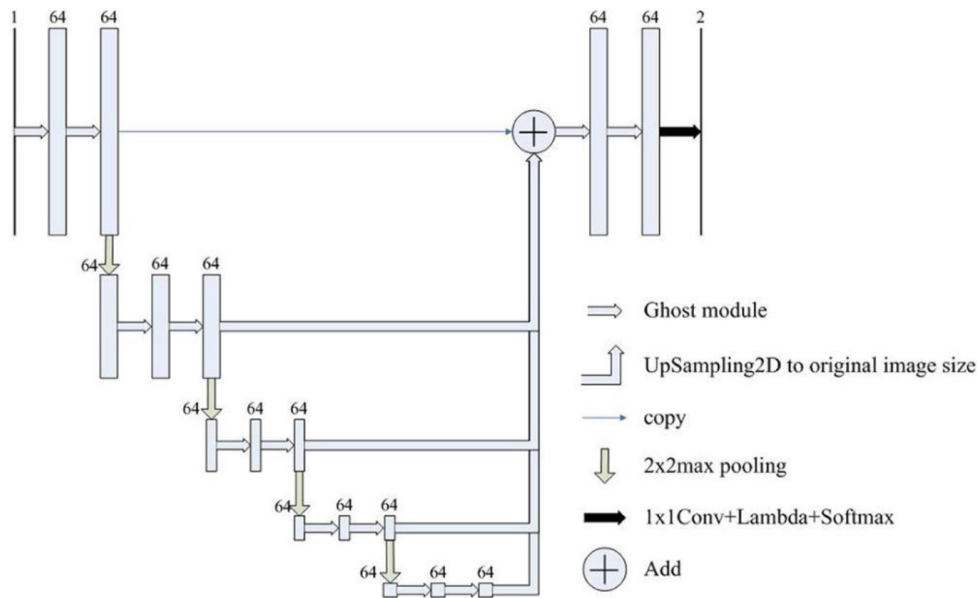 1 64 64 64 64 2
64 64 64
64 64 64
64 64 64
64 64 64
Ghost module
UpSampling2D to original image size
copy
2x2max pooling
1x1Conv+Lambda+Softmax
Add